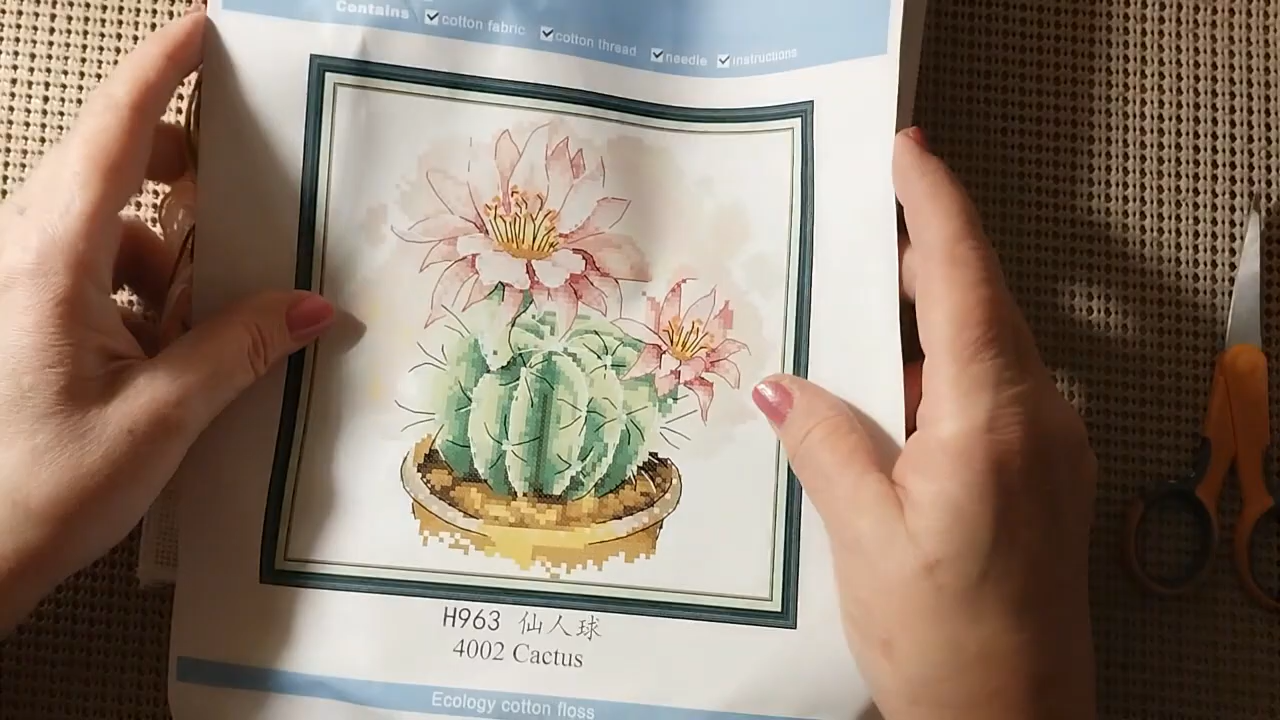 Contains ☑ cotton fabric ☑ cotton thread ☑ needle ☑ instructions
H963 仙人球
4002 Cactus
Ecology cotton floss